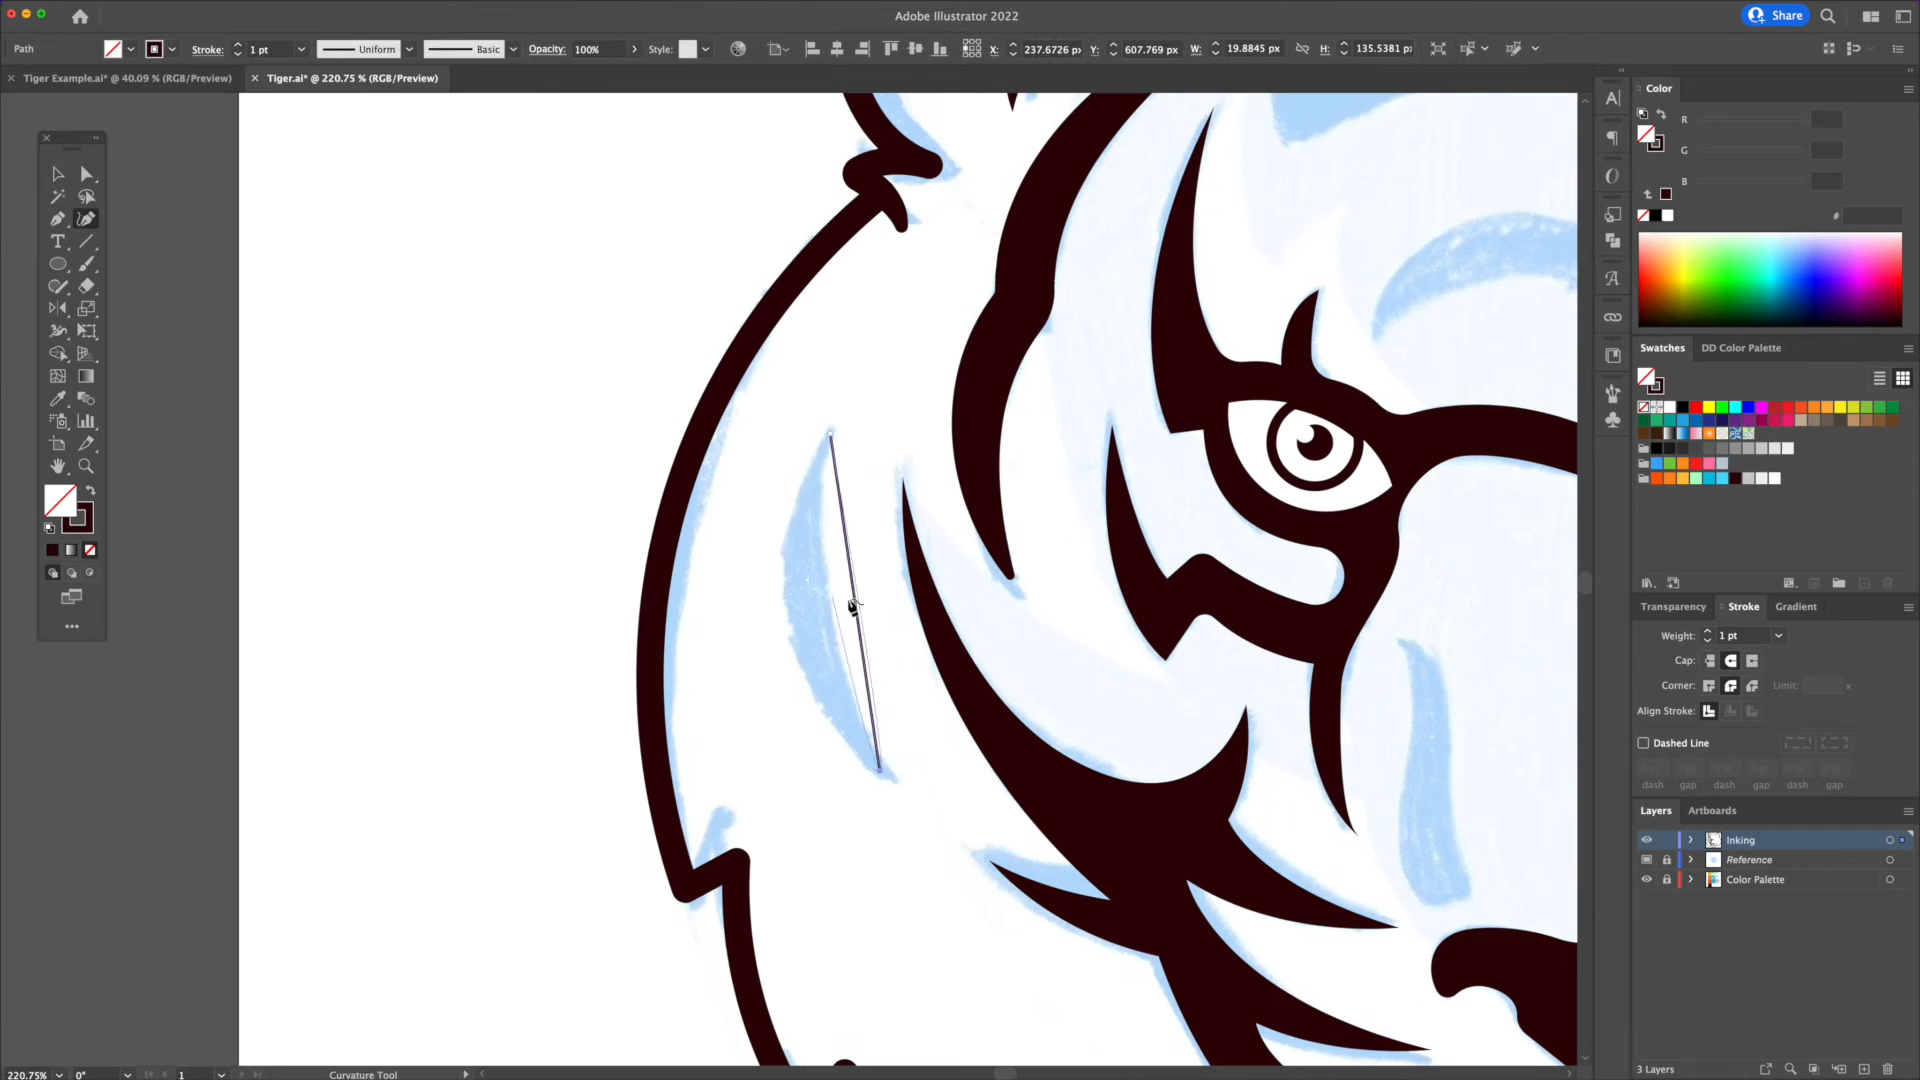 Adobe Illustrator 2022
Share
Path
Stroke:
1 pt
Uniform
Basic
Opacity:
100%
Style:
X:
237.6726 px
Y:
607.769 px
W:
19.8845 px
H:
135.5381 px
Tiger Example.ai* @ 40.09 % (RGB/Preview)
Tiger.ai* @ 220.75 % (RGB/Preview)
Color
R
G
B
#
Swatches
DD Color Palette
Transparency
Stroke
Gradient
Weight:
1 pt
Cap:
Corner:
Limit:
x
Align Stroke:
Dashed Line
dash
gap
dash
gap
dash
gap
Layers
Artboards
Inking
Reference
Color Palette
3 Layers
220.75%
0°
1
Curvature Tool